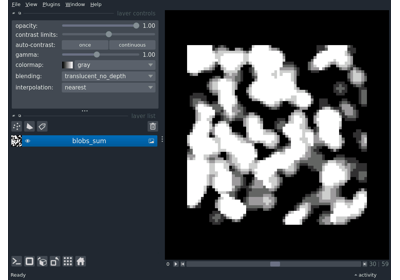 File View Plugins Window Help
layer controls
opacity: 1.00
contrast limits:
auto-contrast: once continuous
gamma: 1.00
colormap: gray
blending: translucent_no_depth
interpolation: nearest
layer list
blobs_sum
30 59
Ready activity